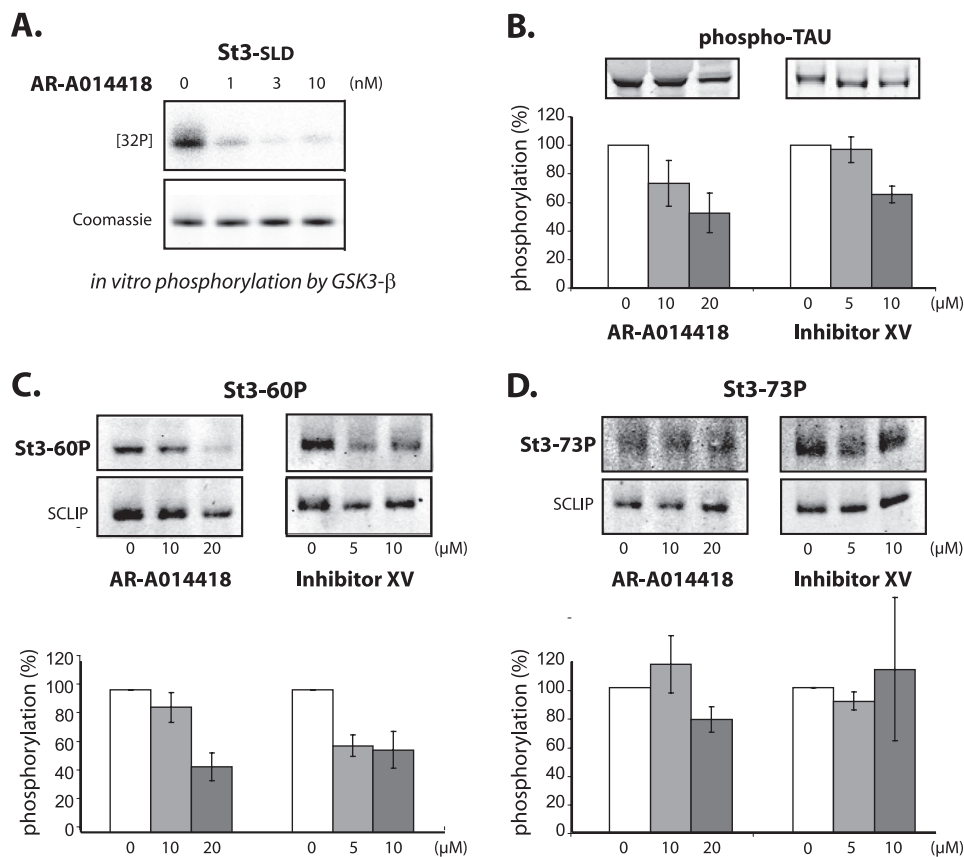 A.
St3-SLD
AR-A014418 0 1 3 10 (nM)
[32P]
Coomassie
in vitro phosphorylation by GSK3-β
B.
phospho-TAU
phosphorylation (%)
120
100
80
60
40
20
0
0 10 20 0 5 10 (µM)
AR-A014418 Inhibitor XV
C.
St3-60P
St3-60P
SCLIP
0 10 20 0 5 10 (µM)
AR-A014418 Inhibitor XV
phosphorylation (%)
120
100
80
60
40
20
0
0 10 20 0 5 10 (µM)
D.
St3-73P
St3-73P
SCLIP
0 10 20 0 5 10 (µM)
AR-A014418 Inhibitor XV
phosphorylation (%)
120
100
80
60
40
20
0
0 10 20 0 5 10 (µM)